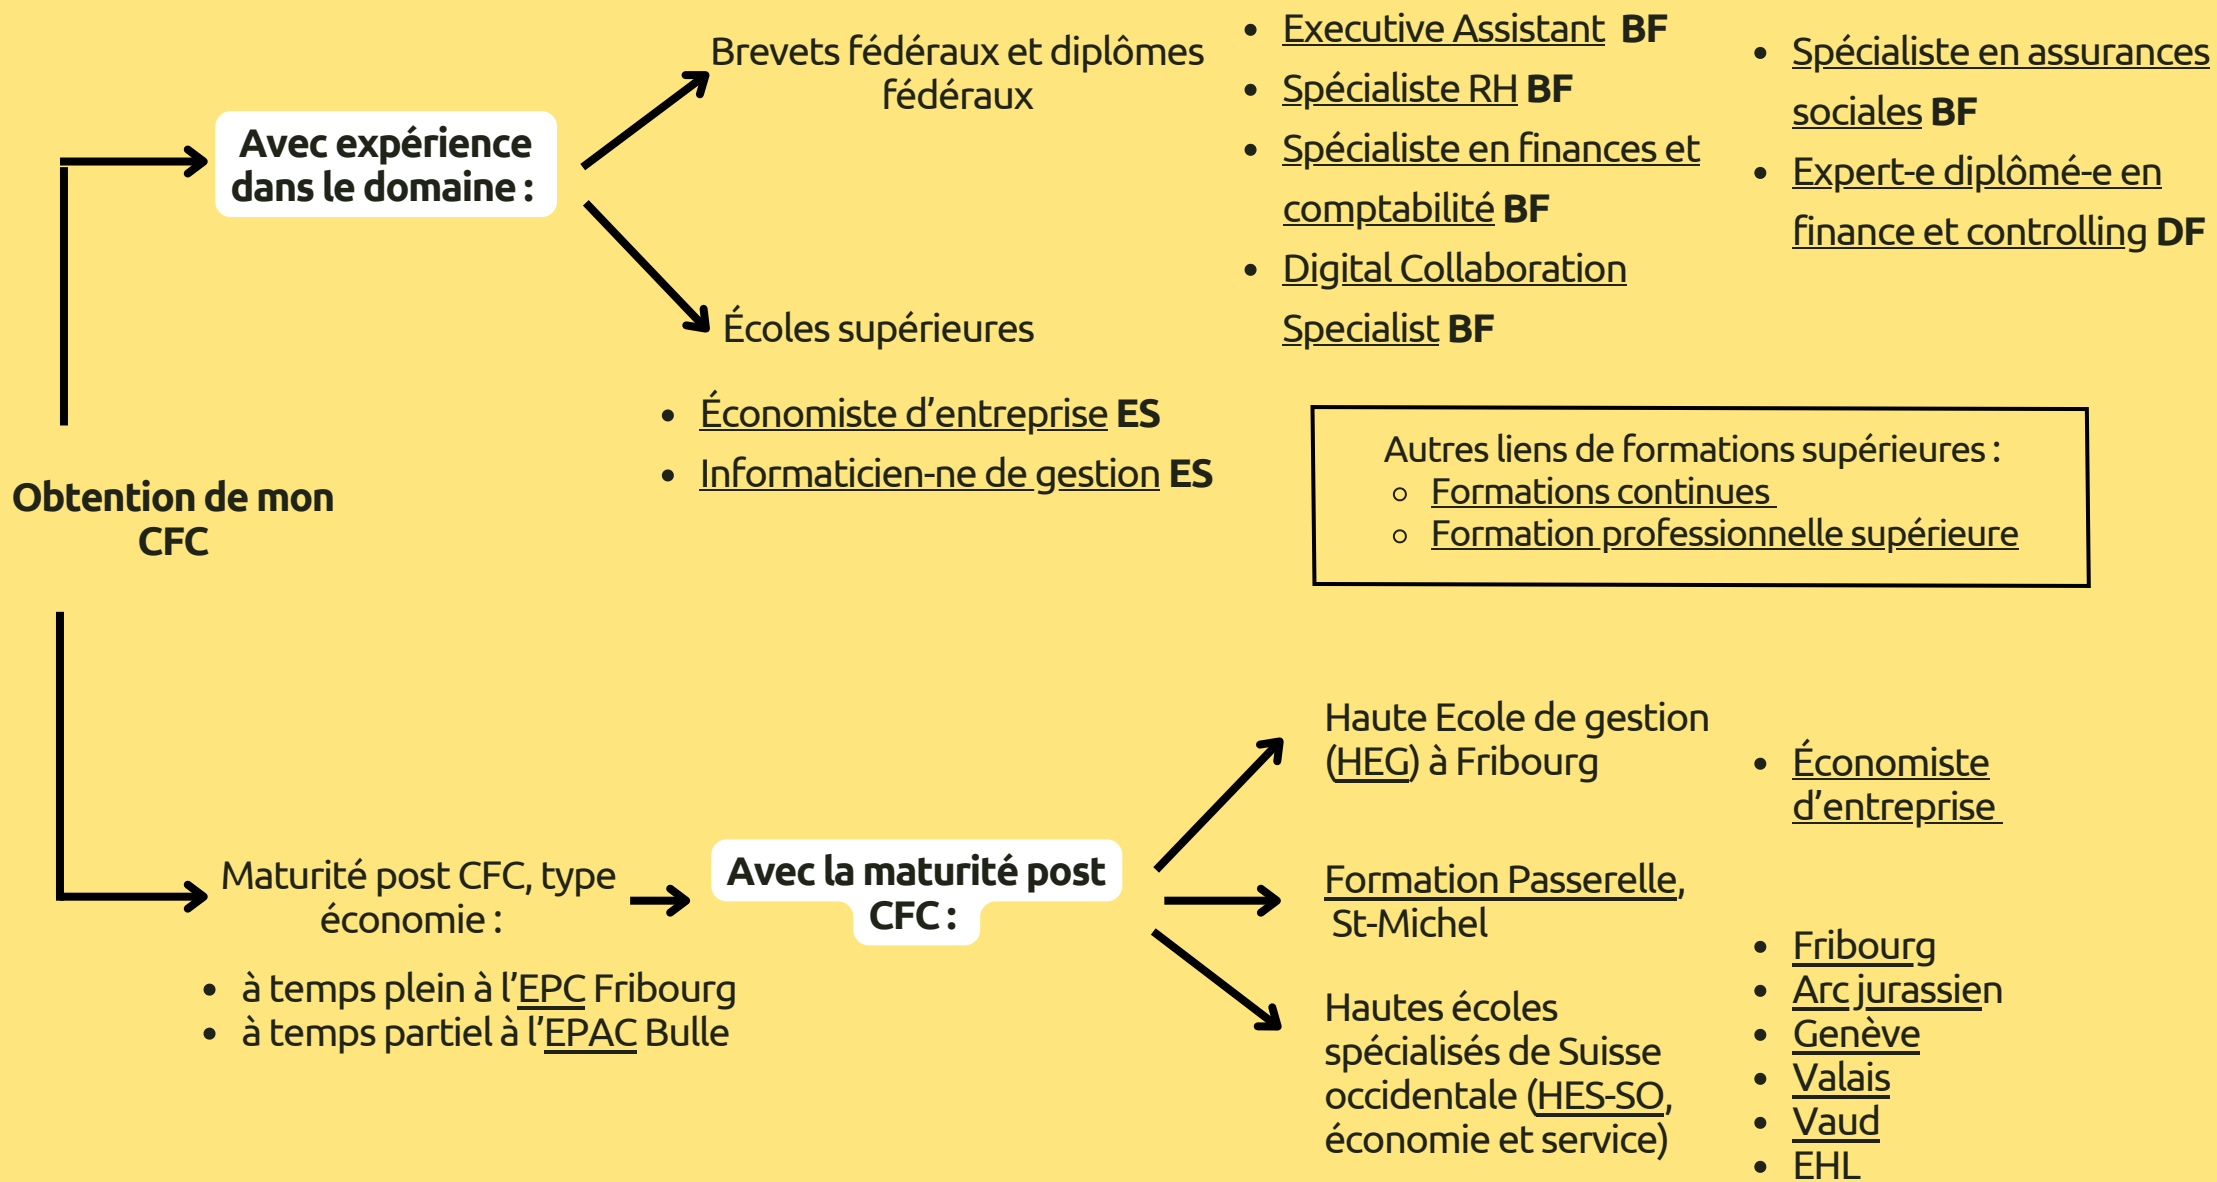 Obtention de mon
CFC
Avec expérience
dans le domaine :
Brevets fédéraux et diplômes
fédéraux
• Executive Assistant BF
• Spécialiste RH BF
• Spécialiste en finances et
comptabilité BF
• Digital Collaboration
Specialist BF
• Spécialiste en assurances
sociales BF
• Expert-e diplômé-e en
finance et controlling DF
Écoles supérieures
• Économiste d’entreprise ES
• Informaticien-ne de gestion ES
Autres liens de formations supérieures :
○ Formations continues
○ Formation professionnelle supérieure
Maturité post CFC, type
économie :
• à temps plein à l’EPC Fribourg
• à temps partiel à l’EPAC Bulle
Avec la maturité post
CFC :
Haute Ecole de gestion
(HEG) à Fribourg
• Économiste
d’entreprise
Formation Passerelle,
St-Michel
Hautes écoles
spécialisés de Suisse
occidentale (HES-SO,
économie et service)
• Fribourg
• Arc jurassien
• Genève
• Valais
• Vaud
• EHL